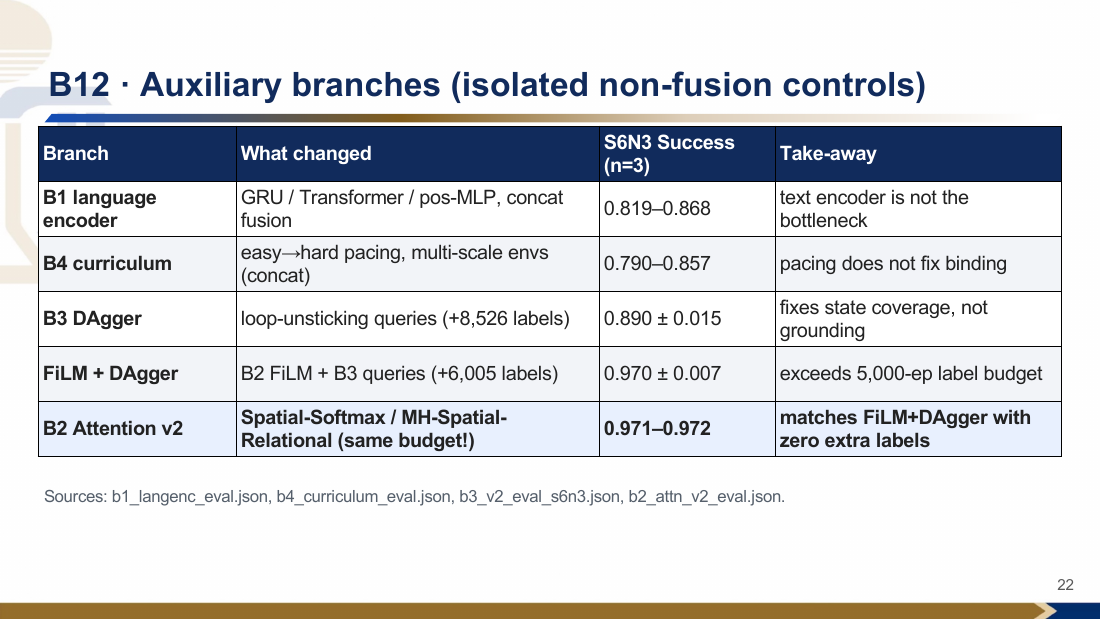 B12 · Auxiliary branches (isolated non-fusion controls)
Branch
What changed
S6N3 Success
(n=3)
Take-away
B1 language
encoder
GRU / Transformer / pos-MLP, concat
fusion
0.819–0.868
text encoder is not the
bottleneck
B4 curriculum
easy→hard pacing, multi-scale envs
(concat)
0.790–0.857
pacing does not fix binding
B3 DAgger
loop-unsticking queries (+8,526 labels)
0.890 ± 0.015
fixes state coverage, not
grounding
FiLM + DAgger
B2 FiLM + B3 queries (+6,005 labels)
0.970 ± 0.007
exceeds 5,000-ep label budget
B2 Attention v2
Spatial-Softmax / MH-Spatial-
Relational (same budget!)
0.971–0.972
matches FiLM+DAgger with
zero extra labels
Sources: b1_langenc_eval.json, b4_curriculum_eval.json, b3_v2_eval_s6n3.json, b2_attn_v2_eval.json.
22